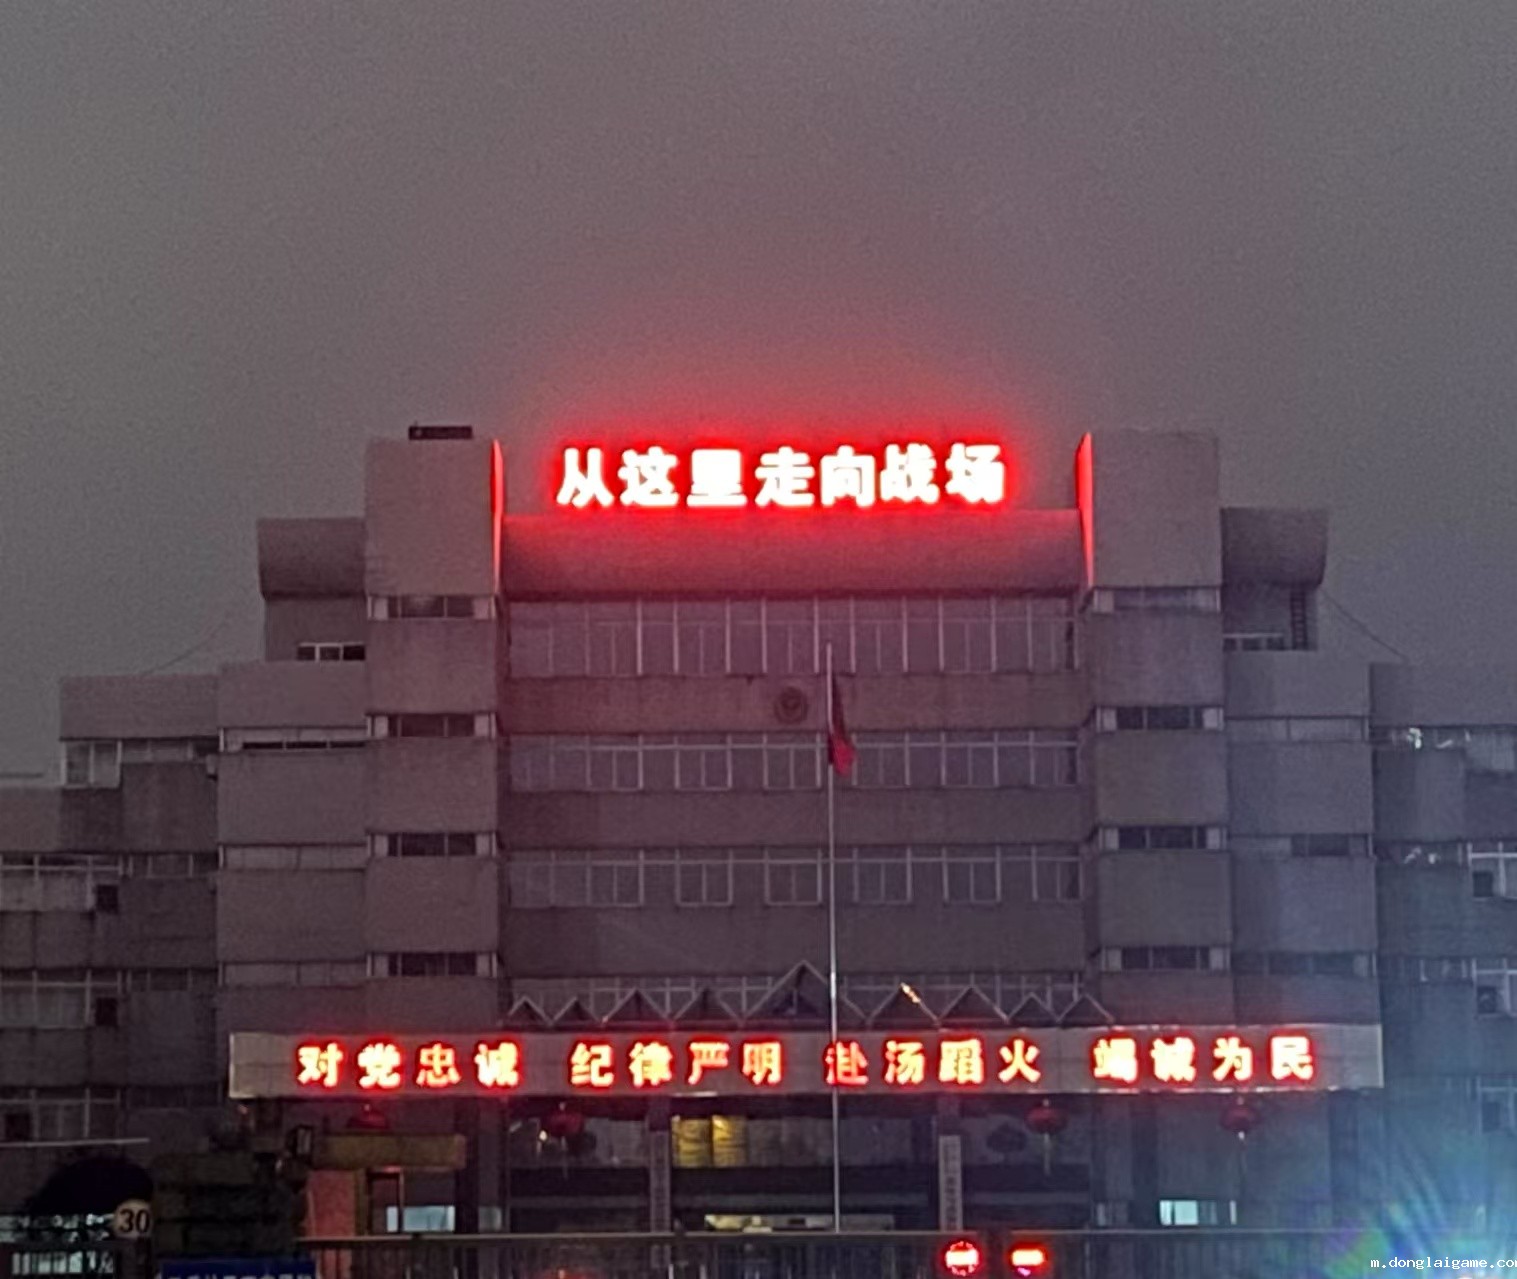 从这里走向战场
对党忠诚 纪律严明 赴汤蹈火 竭诚为民
30
m.donglaigame.com